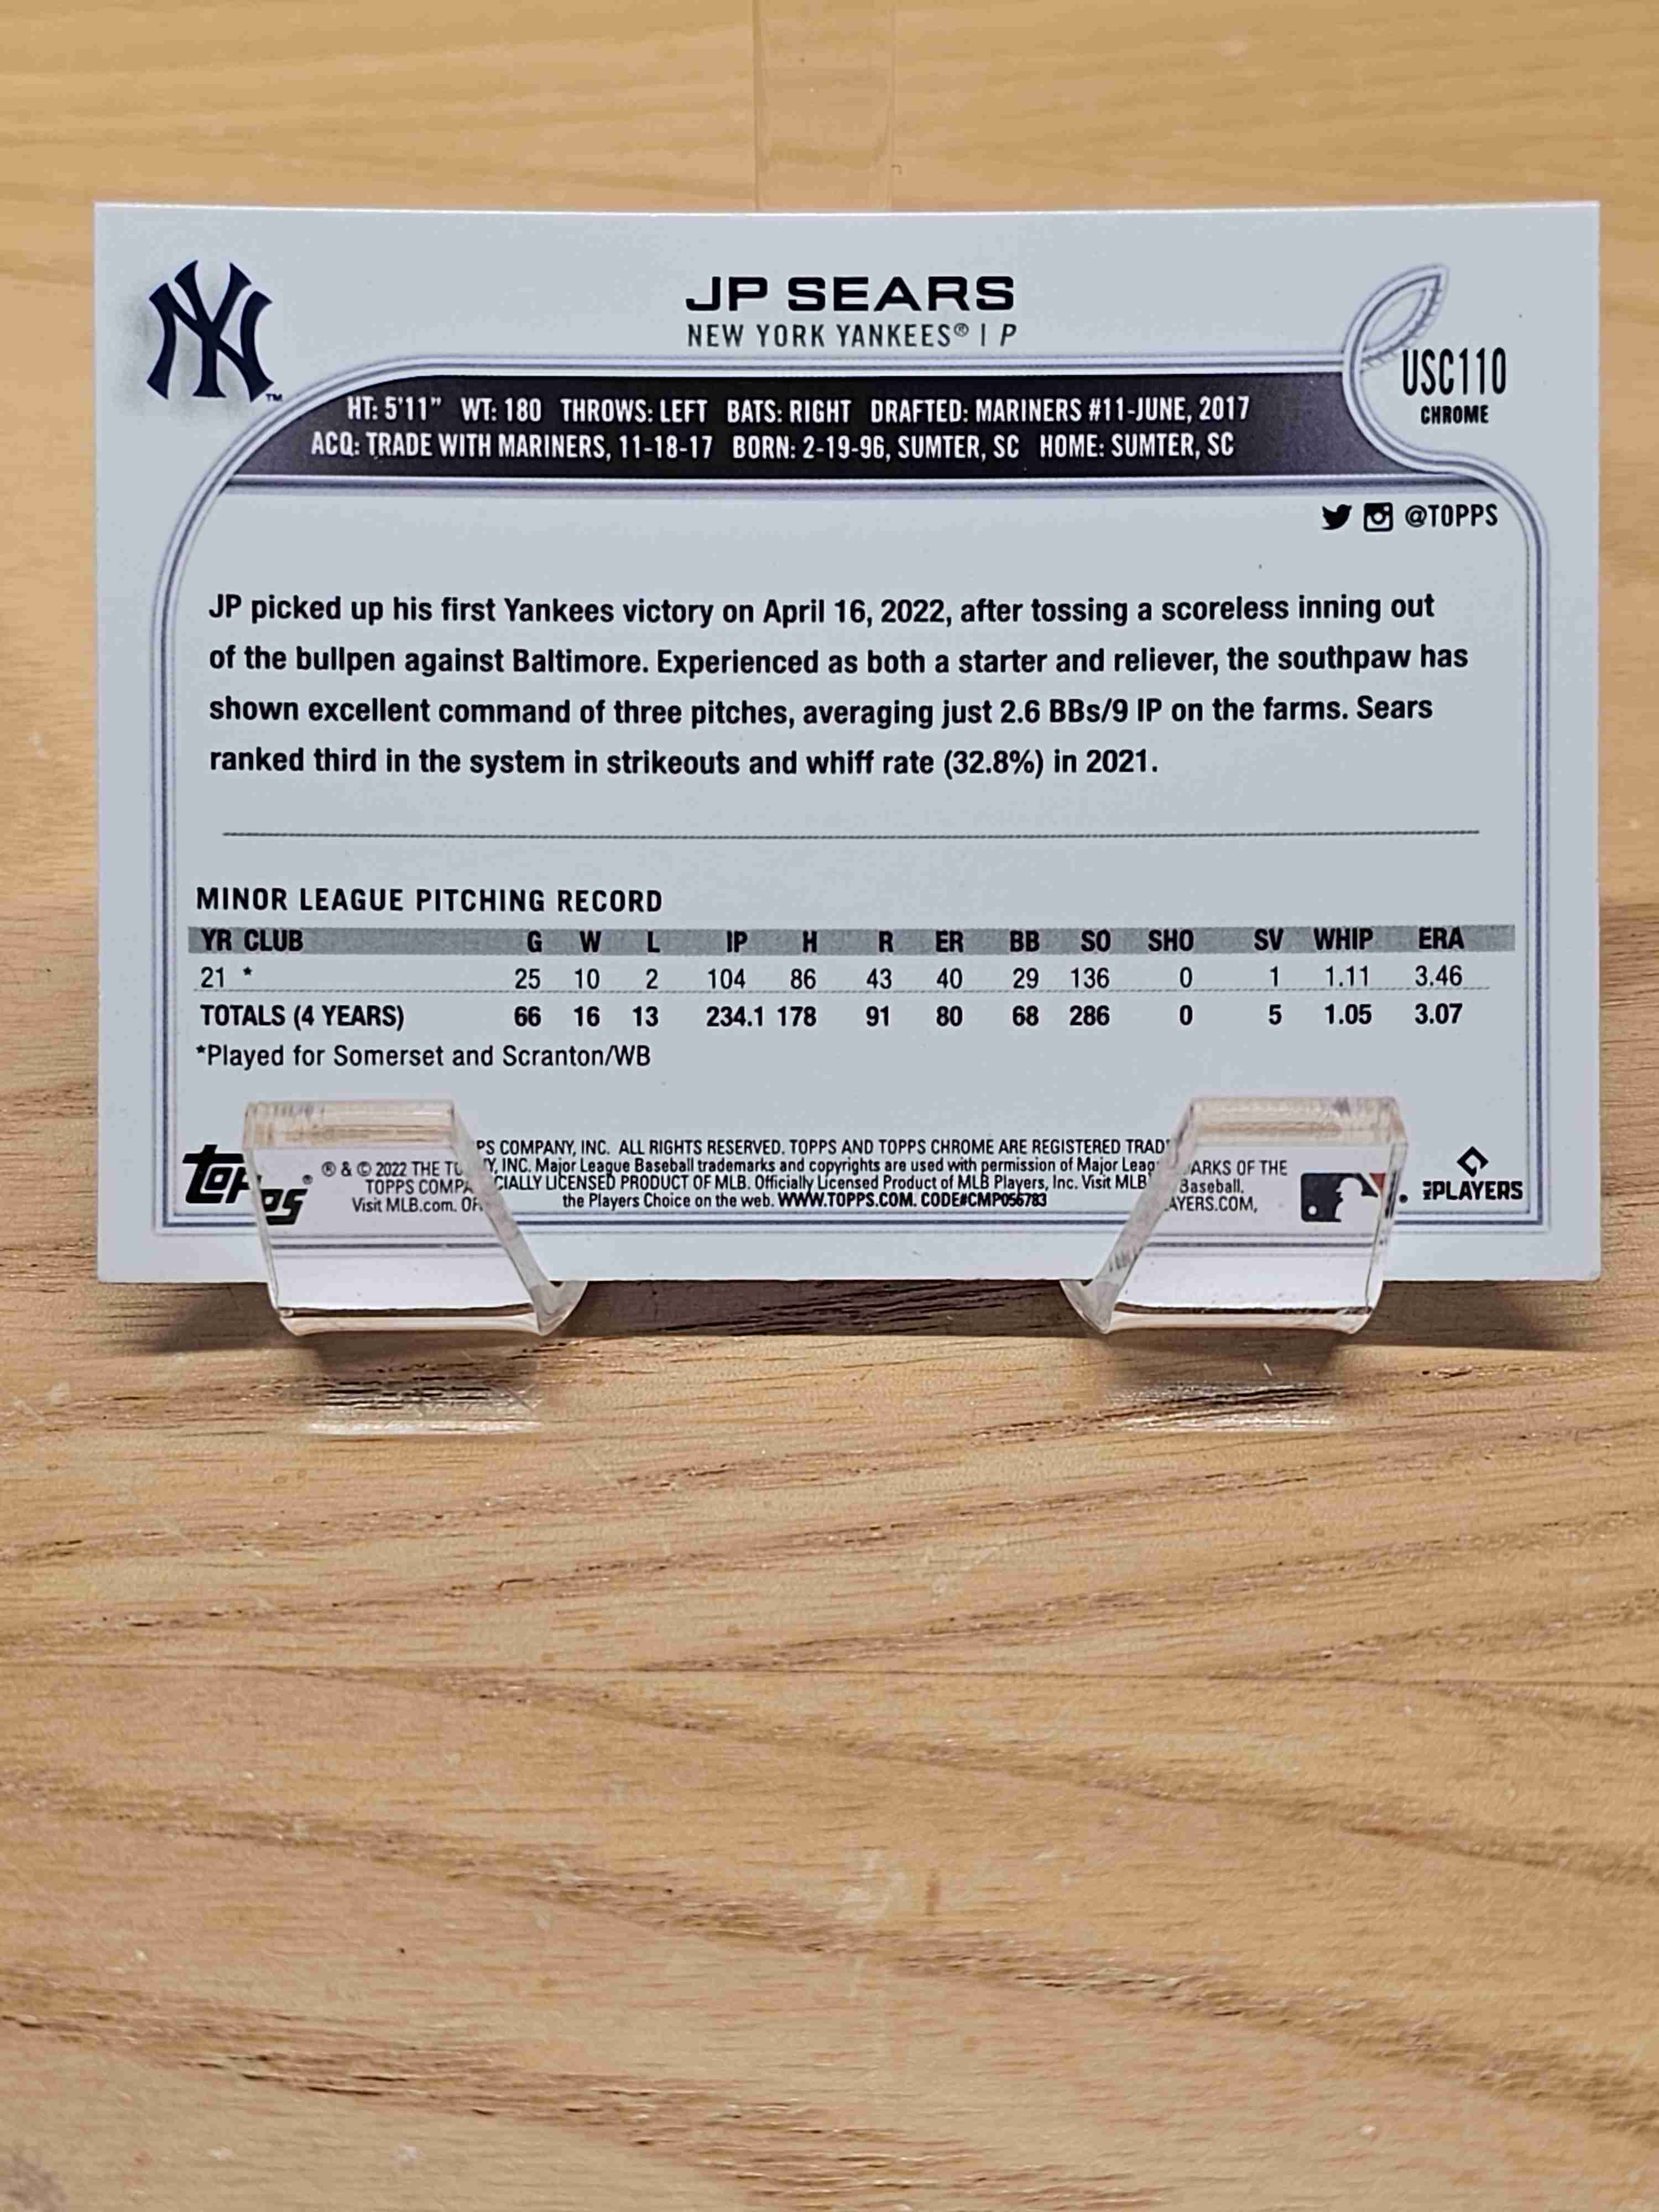 NY TM
JP SEARS
NEW YORK YANKEES® | P
USC110
CHROME
HT: 5'11" WT: 180 THROWS: LEFT BATS: RIGHT DRAFTED: MARINERS #11-JUNE, 2017
ACQ: TRADE WITH MARINERS, 11-18-17 BORN: 2-19-96, SUMTER, SC HOME: SUMTER, SC
@TOPPS
JP picked up his first Yankees victory on April 16, 2022, after tossing a scoreless inning out
of the bullpen against Baltimore. Experienced as both a starter and reliever, the southpaw has
shown excellent command of three pitches, averaging just 2.6 BBs/9 IP on the farms. Sears
ranked third in the system in strikeouts and whiff rate (32.8%) in 2021.
MINOR LEAGUE PITCHING RECORD
YR CLUB G W L IP H R ER BB SO SHO SV WHIP ERA
21 * 25 10 2 104 86 43 40 29 136 0 1 1.11 3.46
TOTALS (4 YEARS) 66 16 13 234.1 178 91 80 68 286 0 5 1.05 3.07
*Played for Somerset and Scranton/WB
Topps®
® & © 2022 THE COMPANY, INC. ALL RIGHTS RESERVED. TOPPS AND TOPPS CHROME ARE REGISTERED OF THE
TOPPS INC. Major League Baseball trademarks and copyrights are used with permission of Major Baseball.
Visit MLB.com. LICENSED PRODUCT OF MLB. Officially Licensed Product of MLB Players, Inc. Visit
the Players Choice on the web. WWW.TOPPS.COM. CODE#CMP056783
PLAYERS